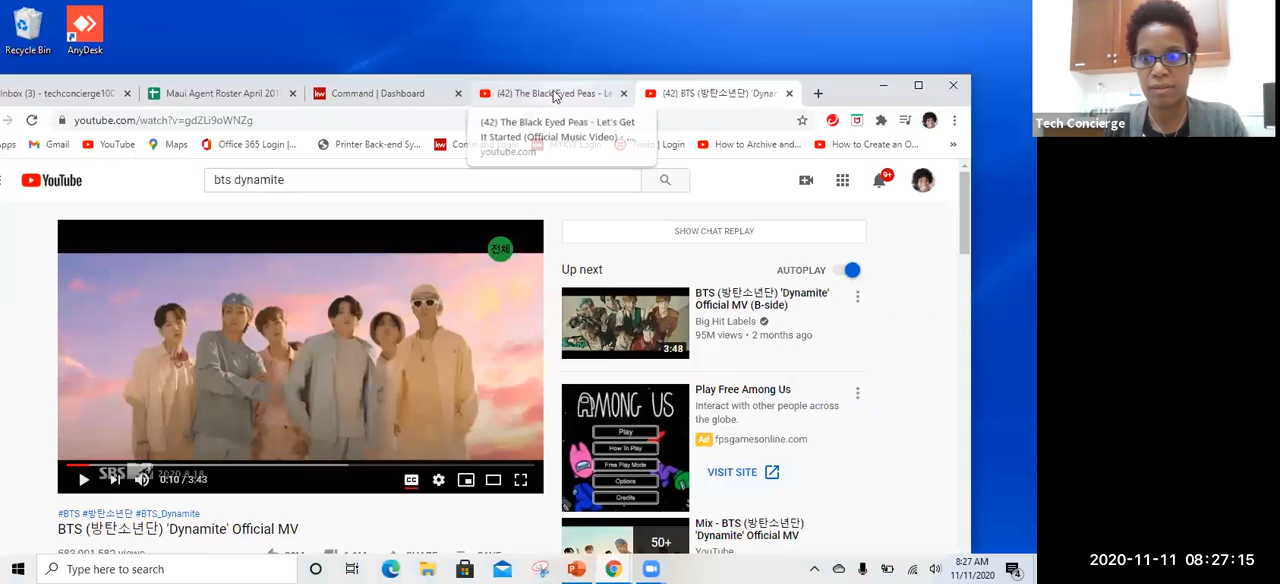 Recycle Bin
AnyDesk
Inbox (3) - techconcierge100
Maui Agent Roster April 201
Command | Dashboard
(42) The Black Eyed Peas - Le
(42) BTS (방탄소년단) 'Dynar
youtube.com/watch?v=gdZLi9oWNZg
(42) The Black Eyed Peas - Let's Get
It Started (Official Music Video) - ...
youtube.com
Gmail
YouTube
Maps
Office 365 Login |...
Printer Back-end Sy...
Login
How to Archive and...
How to Create an O...
»
YouTube
bts dynamite
9+
전체
SHOW CHAT REPLAY
Up next
AUTOPLAY
BTS (방탄소년단) 'Dynamite'
Official MV (B-side)
Big Hit Labels
95M views • 2 months ago
3:48
AMONG US
Play
How To Play
Free Play Mode
Options
Credits
Play Free Among Us
Interact with other people across
the globe.
Ad fpsgamesonline.com
VISIT SITE
Mix - BTS (방탄소년단)
'Dynamite' Official MV
YouTube
50+
SBS
0:10 / 3:43
#BTS #방탄소년단 #BTS_Dynamite
BTS (방탄소년단) 'Dynamite' Official MV
Type here to search
8:27 AM
11/11/2020
4
Tech Concierge
2020-11-11 08:27:15